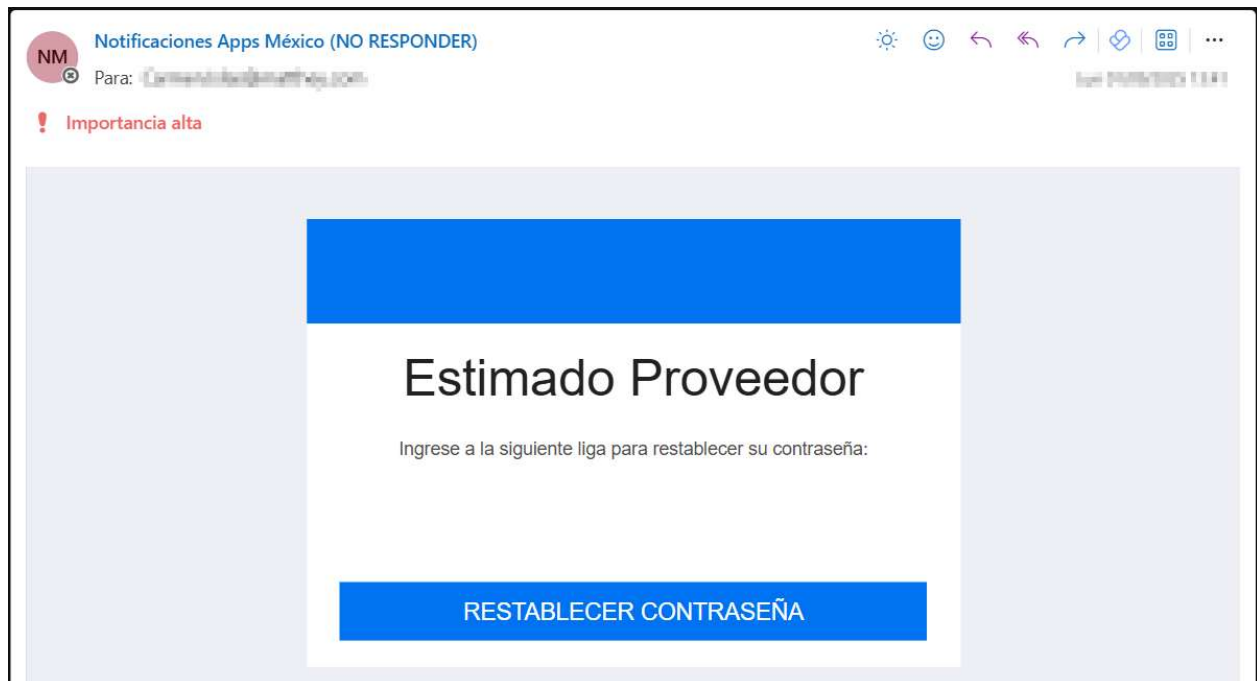 NM
Notificaciones Apps México (NO RESPONDER)
Para:
Importancia alta
Estimado Proveedor
Ingrese a la siguiente liga para restablecer su contraseña:
RESTABLECER CONTRASEÑA